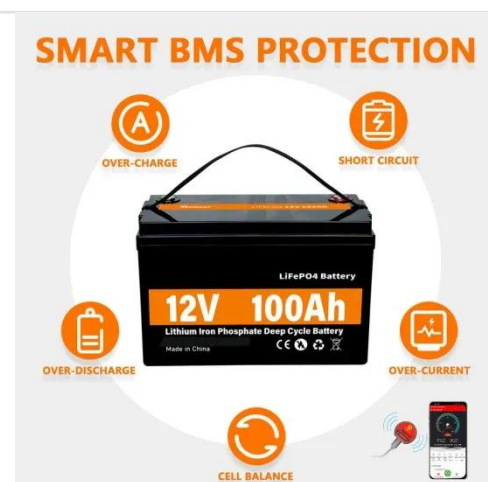 SMART BMS PROTECTION
OVER-CHARGE
SHORT CIRCUIT
LiFePO4 Battery
12V 100Ah
Lithium Iron Phosphate Deep Cycle Battery
Made in China
CE
OVER-DISCHARGE
OVER-CURRENT
CELL BALANCE